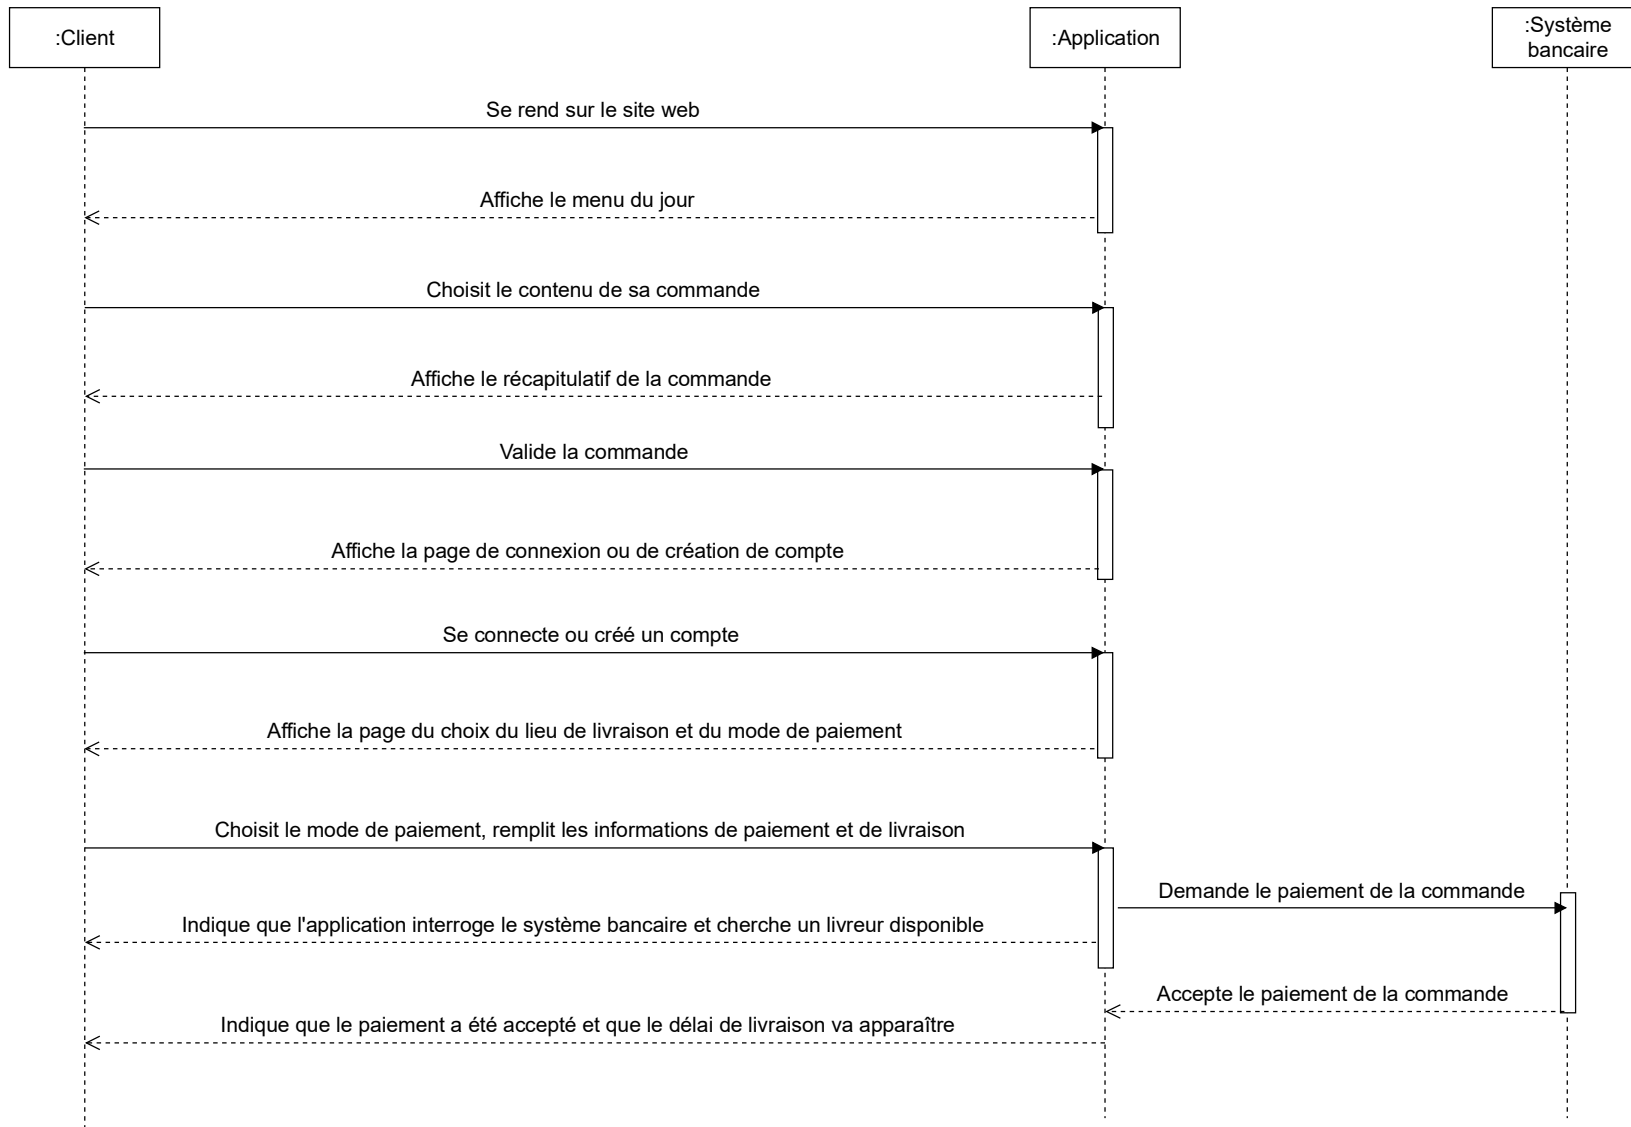 :Client
:Application
:Système
bancaire
Se rend sur le site web
Affiche le menu du jour
Choisit le contenu de sa commande
Affiche le récapitulatif de la commande
Valide la commande
Affiche la page de connexion ou de création de compte
Se connecte ou créé un compte
Affiche la page du choix du lieu de livraison et du mode de paiement
Choisit le mode de paiement, remplit les informations de paiement et de livraison
Demande le paiement de la commande
Indique que l'application interroge le système bancaire et cherche un livreur disponible
Accepte le paiement de la commande
Indique que le paiement a été accepté et que le délai de livraison va apparaître